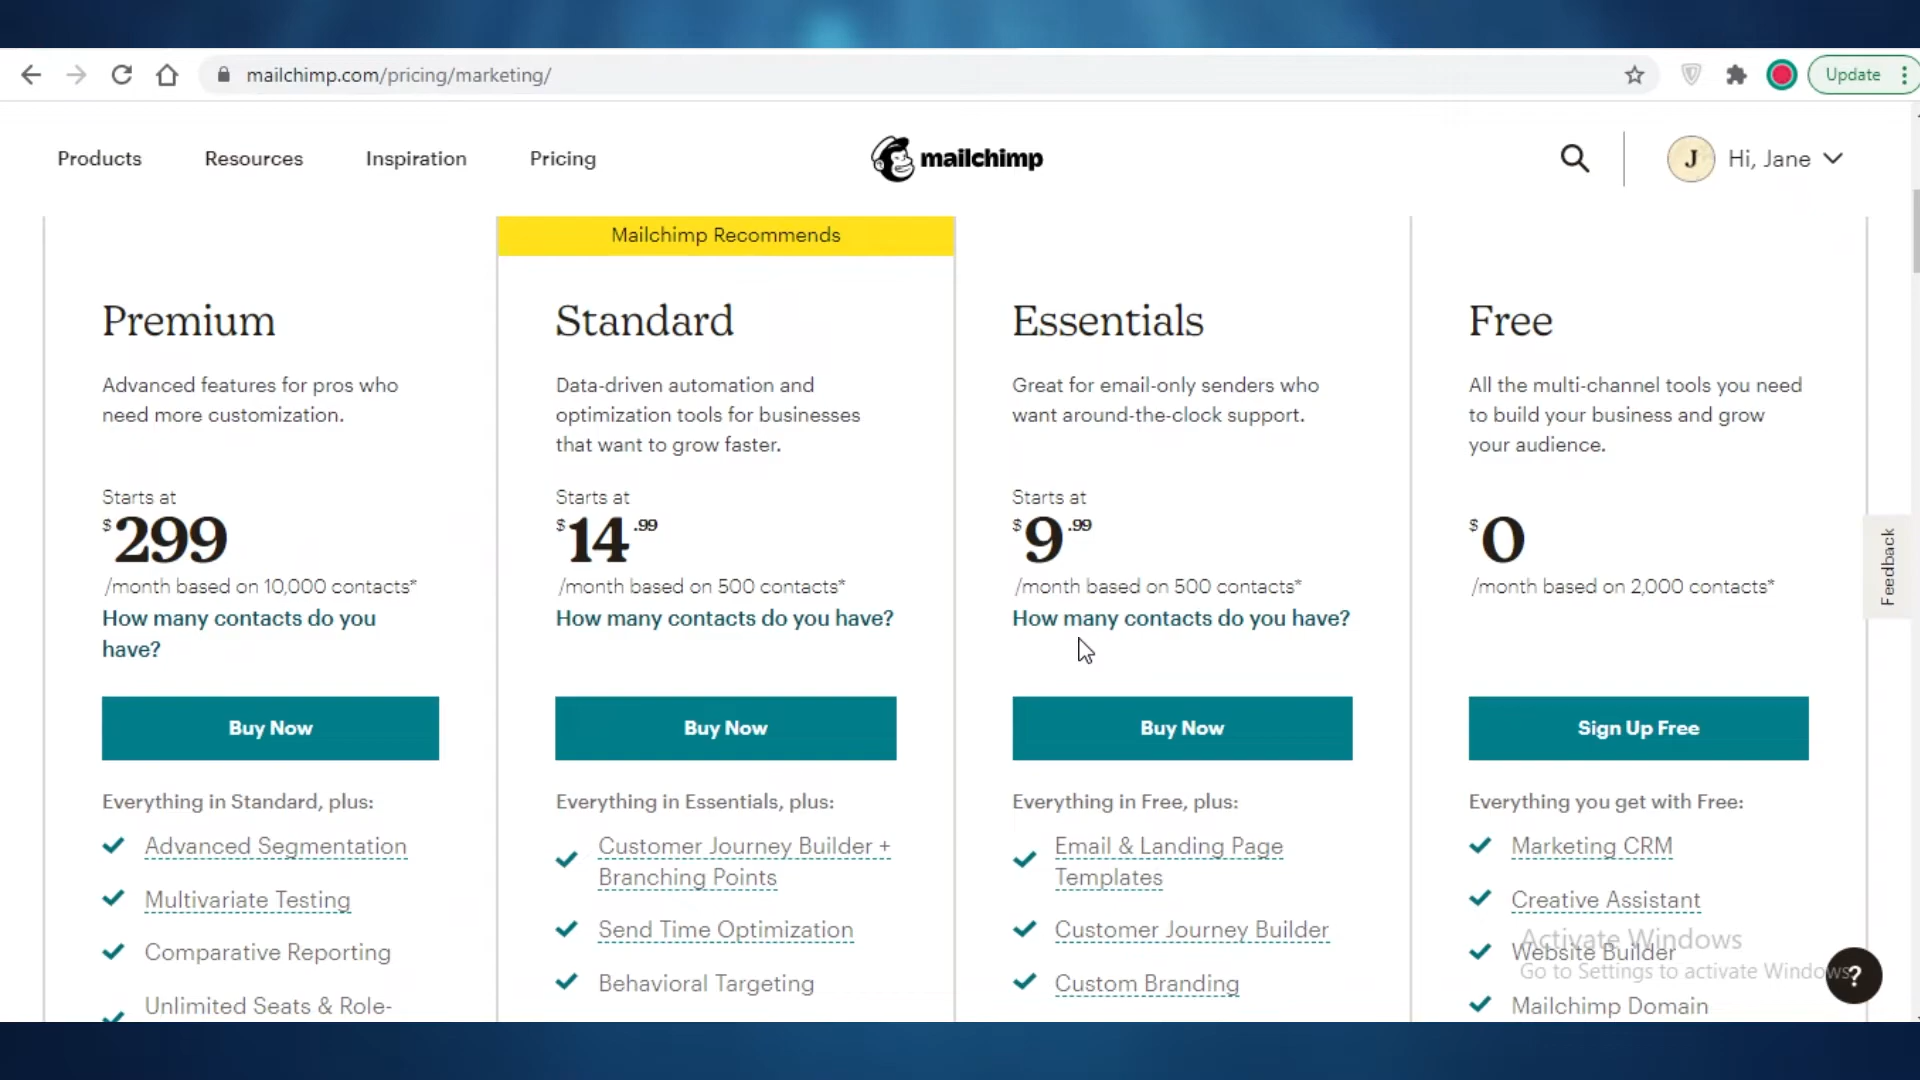 mailchimp.com/pricing/marketing/
Update
Products
Resources
Inspiration
Pricing
mailchimp
J
Hi, Jane
Mailchimp Recommends
Premium
Advanced features for pros who
need more customization.
Starts at
$299
/month based on 10,000 contacts*
How many contacts do you
have?
Buy Now
Everything in Standard, plus:
Advanced Segmentation
Multivariate Testing
Comparative Reporting
Unlimited Seats & Role-
Standard
Data-driven automation and
optimization tools for businesses
that want to grow faster.
Starts at
$14.99
/month based on 500 contacts*
How many contacts do you have?
Buy Now
Everything in Essentials, plus:
Customer Journey Builder +
Branching Points
Send Time Optimization
Behavioral Targeting
Essentials
Great for email-only senders who
want around-the-clock support.
Starts at
$9.99
/month based on 500 contacts*
How many contacts do you have?
Buy Now
Everything in Free, plus:
Email & Landing Page
Templates
Customer Journey Builder
Custom Branding
Free
All the multi-channel tools you need
to build your business and grow
your audience.
$0
/month based on 2,000 contacts*
Sign Up Free
Everything you get with Free:
Marketing CRM
Creative Assistant
Website Builder
Mailchimp Domain
Activate Windows
Go to Settings to activate Windows.
?
Feedback